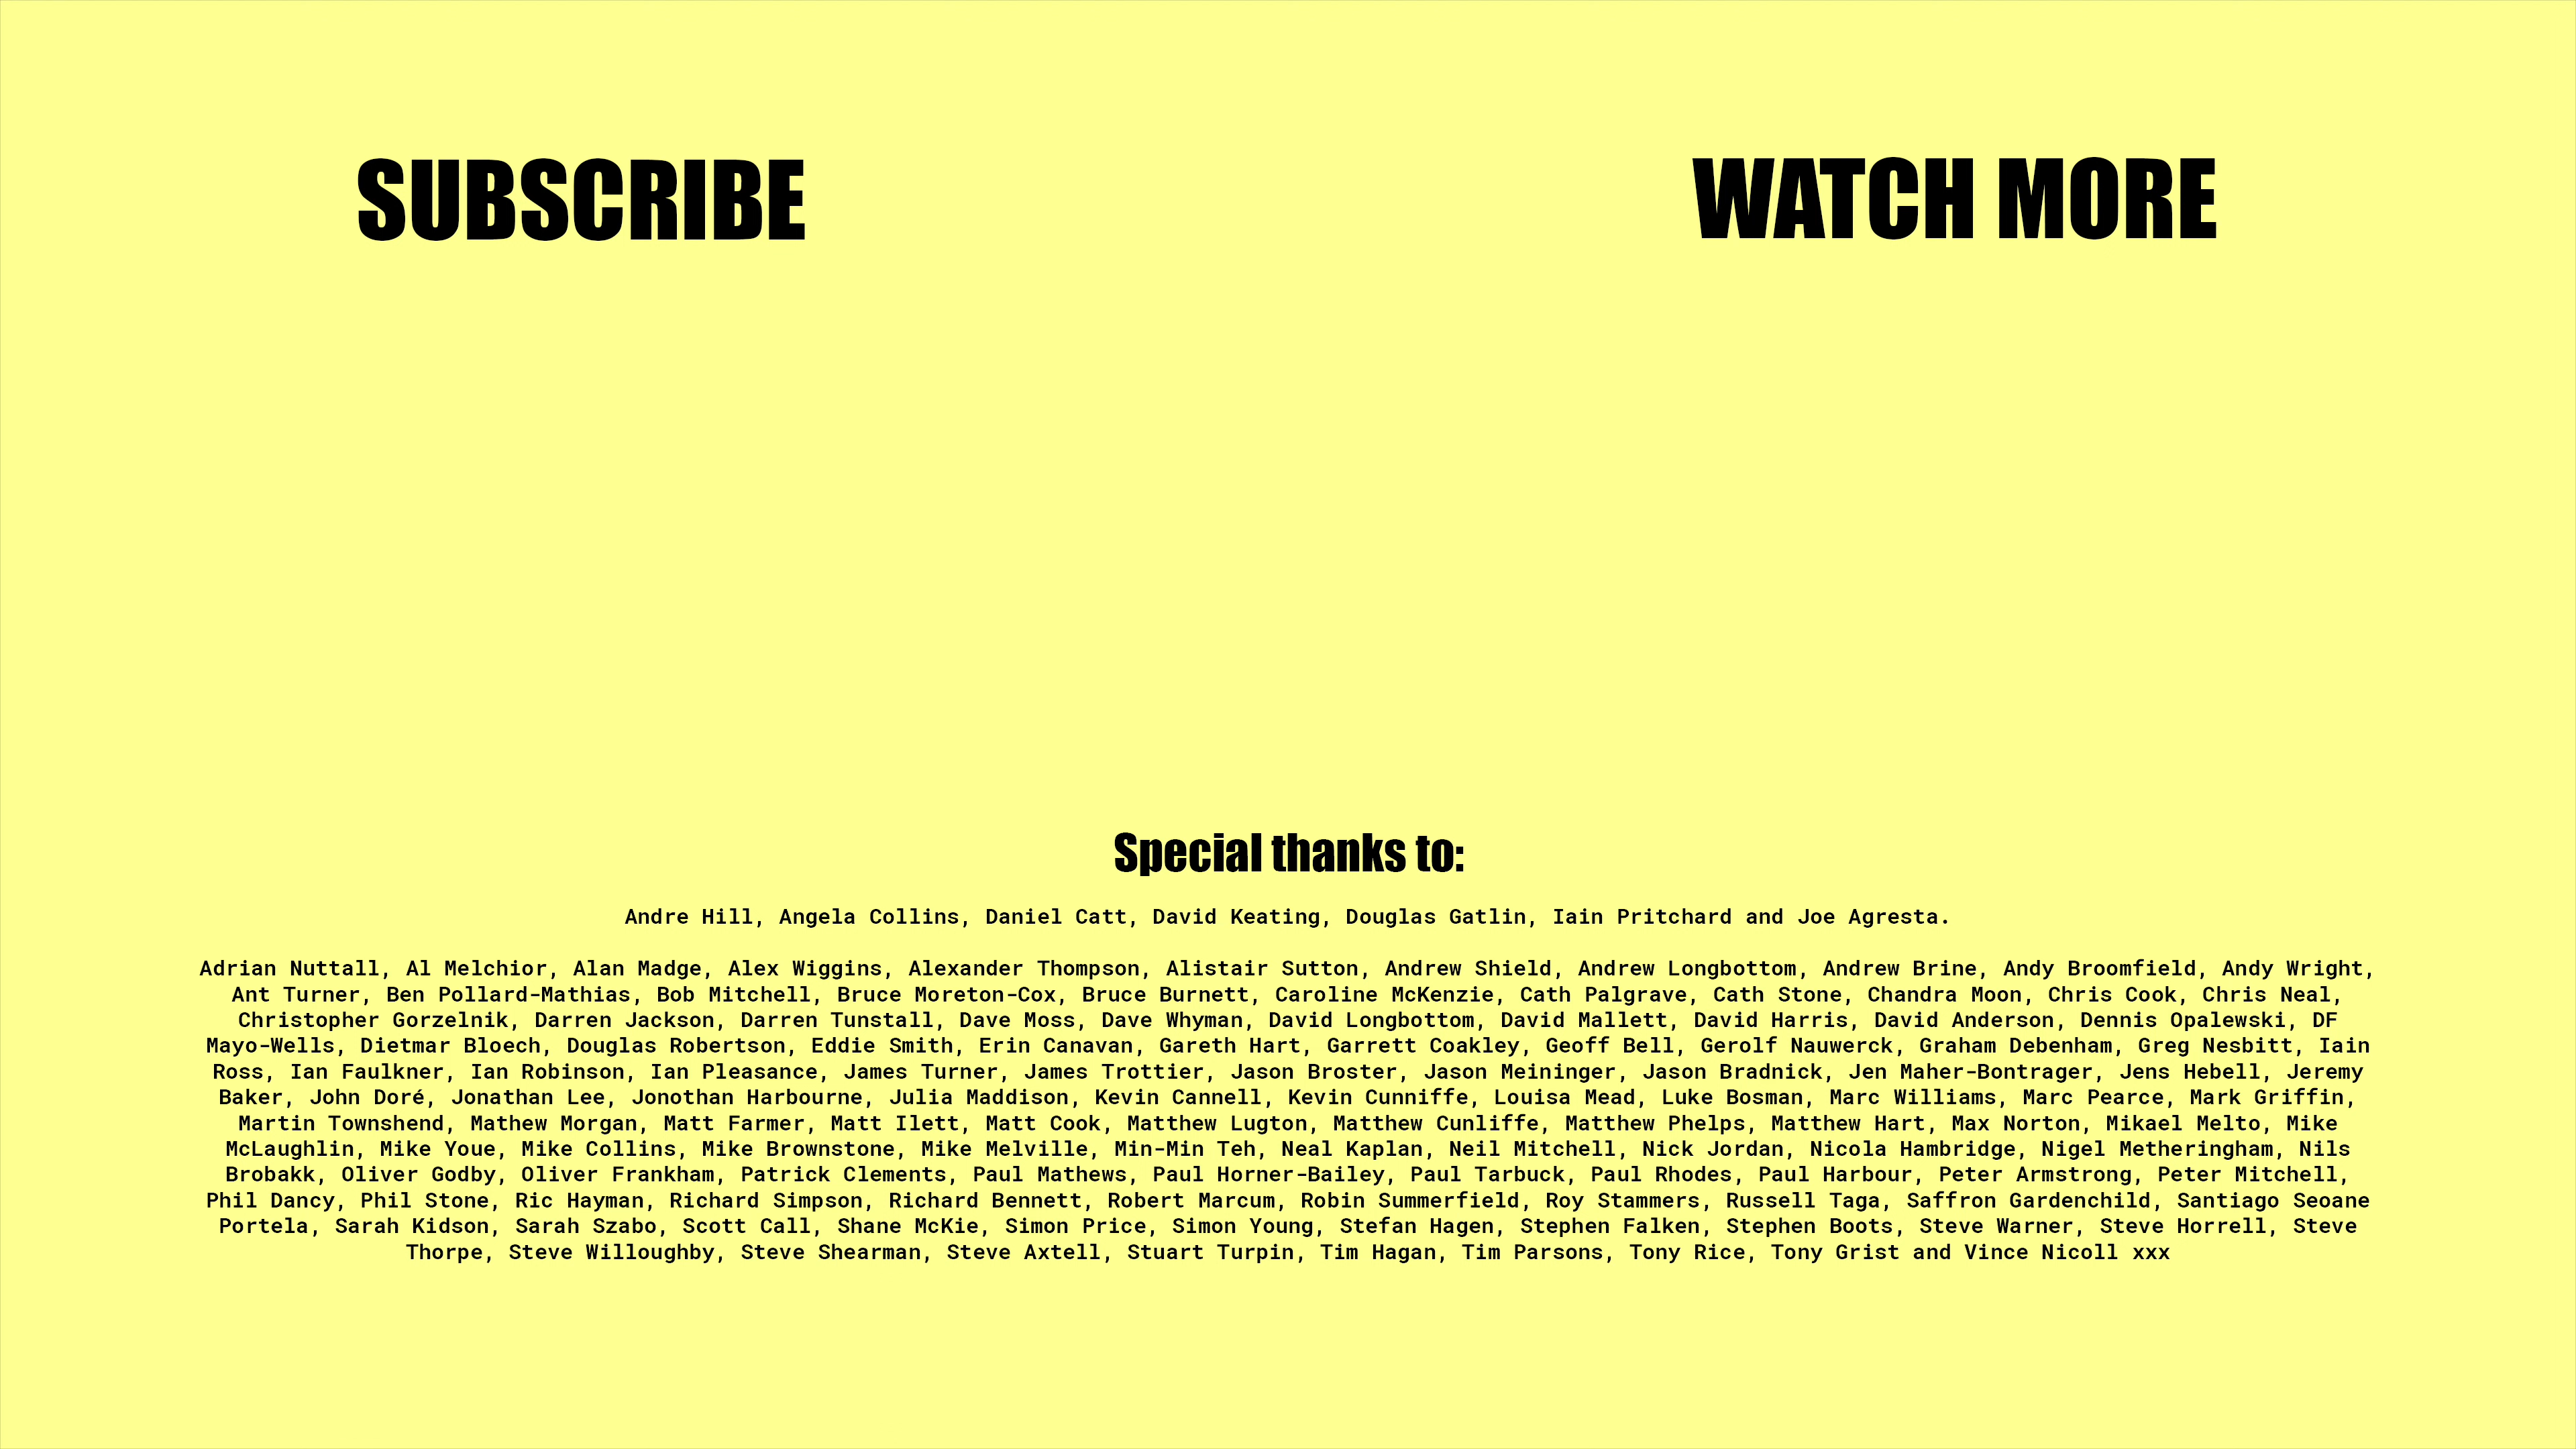 SUBSCRIBE
WATCH MORE
Special thanks to:
Andre Hill, Angela Collins, Daniel Catt, David Keating, Douglas Gatlin, Iain Pritchard and Joe Agresta.
Adrian Nuttall, Al Melchior, Alan Madge, Alex Wiggins, Alexander Thompson, Alistair Sutton, Andrew Shield, Andrew Longbottom, Andrew Brine, Andy Broomfield, Andy Wright,
Ant Turner, Ben Pollard-Mathias, Bob Mitchell, Bruce Moreton-Cox, Bruce Burnett, Caroline McKenzie, Cath Palgrave, Cath Stone, Chandra Moon, Chris Cook, Chris Neal,
Christopher Gorzelnik, Darren Jackson, Darren Tunstall, Dave Moss, Dave Whyman, David Longbottom, David Mallett, David Harris, David Anderson, Dennis Opalewski, DF
Mayo-Wells, Dietmar Bloech, Douglas Robertson, Eddie Smith, Erin Canavan, Gareth Hart, Garrett Coakley, Geoff Bell, Gerolf Nauwerck, Graham Debenham, Greg Nesbitt, Iain
Ross, Ian Faulkner, Ian Robinson, Ian Pleasance, James Turner, James Trottier, Jason Broster, Jason Meininger, Jason Bradnick, Jen Maher-Bontrager, Jens Hebell, Jeremy
Baker, John Doré, Jonathan Lee, Jonothan Harbourne, Julia Maddison, Kevin Cannell, Kevin Cunniffe, Louisa Mead, Luke Bosman, Marc Williams, Marc Pearce, Mark Griffin,
Martin Townshend, Mathew Morgan, Matt Farmer, Matt Ilett, Matt Cook, Matthew Lugton, Matthew Cunliffe, Matthew Phelps, Matthew Hart, Max Norton, Mikael Melto, Mike
McLaughlin, Mike Youe, Mike Collins, Mike Brownstone, Mike Melville, Min-Min Teh, Neal Kaplan, Neil Mitchell, Nick Jordan, Nicola Hambridge, Nigel Metheringham, Nils
Brobakk, Oliver Godby, Oliver Frankham, Patrick Clements, Paul Mathews, Paul Horner-Bailey, Paul Tarbuck, Paul Rhodes, Paul Harbour, Peter Armstrong, Peter Mitchell,
Phil Dancy, Phil Stone, Ric Hayman, Richard Simpson, Richard Bennett, Robert Marcum, Robin Summerfield, Roy Stammers, Russell Taga, Saffron Gardenchild, Santiago Seoane
Portela, Sarah Kidson, Sarah Szabo, Scott Call, Shane McKie, Simon Price, Simon Young, Stefan Hagen, Stephen Falken, Stephen Boots, Steve Warner, Steve Horrell, Steve
Thorpe, Steve Willoughby, Steve Shearman, Steve Axtell, Stuart Turpin, Tim Hagan, Tim Parsons, Tony Rice, Tony Grist and Vince Nicoll xxx